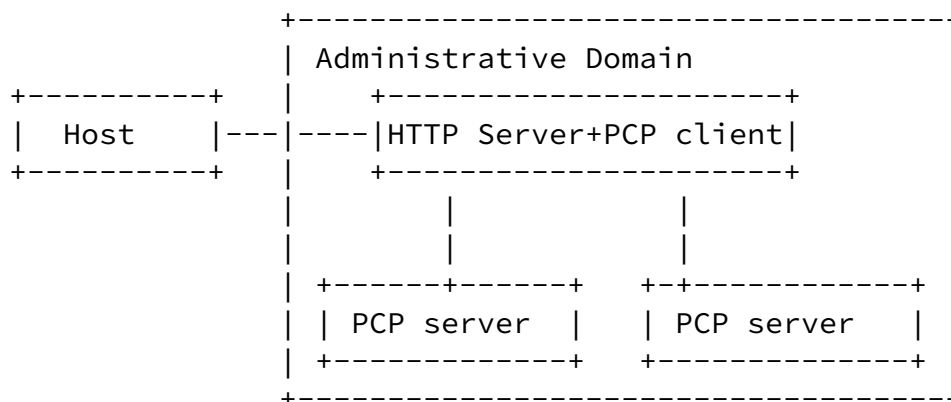 Administrative Domain
Host HTTP Server+PCP client
PCP server PCP server